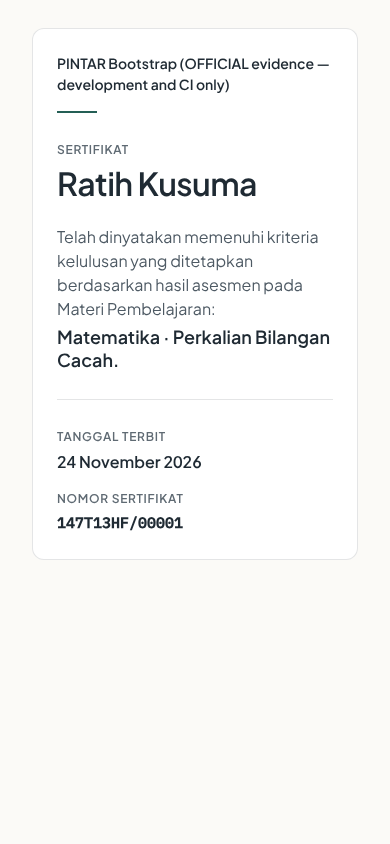 PINTAR Bootstrap (OFFICIAL evidence —
development and CI only)
SERTIFIKAT
Ratih Kusuma
Telah dinyatakan memenuhi kriteria
kelulusan yang ditetapkan
berdasarkan hasil asesmen pada
Materi Pembelajaran:
Matematika · Perkalian Bilangan
Cacah.
TANGGAL TERBIT
24 November 2026
NOMOR SERTIFIKAT
147T13HF/00001